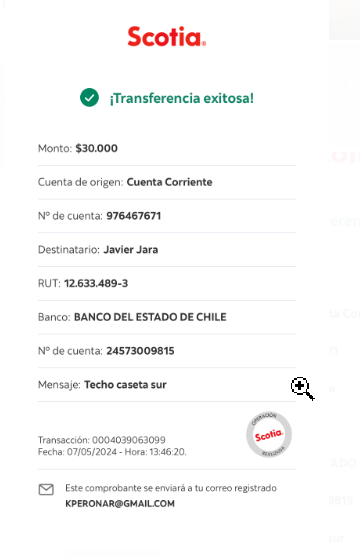 Scotia.
¡Transferencia exitosa!
Monto: $30.000
Cuenta de origen: Cuenta Corriente
Nº de cuenta: 976467671
Destinatario: Javier Jara
RUT: 12.633.489-3
Banco: BANCO DEL ESTADO DE CHILE
Nº de cuenta: 24573009815
Mensaje: Techo caseta sur
OPERACIÓN
Scotia.
REALIZADA
Transacción: 0004039063099
Fecha: 07/05/2024 - Hora: 13:46:20.
Este comprobante se enviará a tu correo registrado
KPERONAR@GMAIL.COM